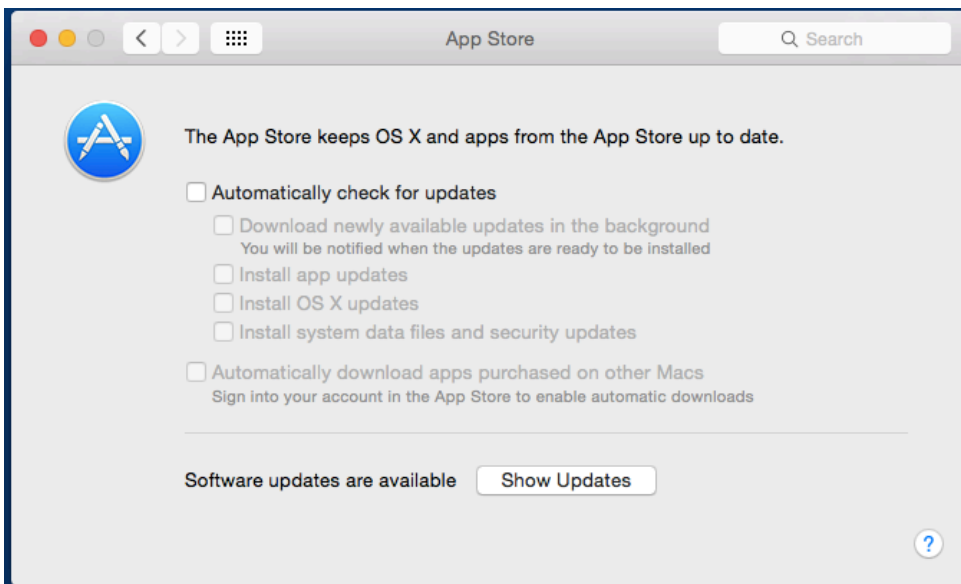 App Store
Search
The App Store keeps OS X and apps from the App Store up to date.
Automatically check for updates
Download newly available updates in the background
You will be notified when the updates are ready to be installed
Install app updates
Install OS X updates
Install system data files and security updates
Automatically download apps purchased on other Macs
Sign into your account in the App Store to enable automatic downloads
Software updates are available
Show Updates
?